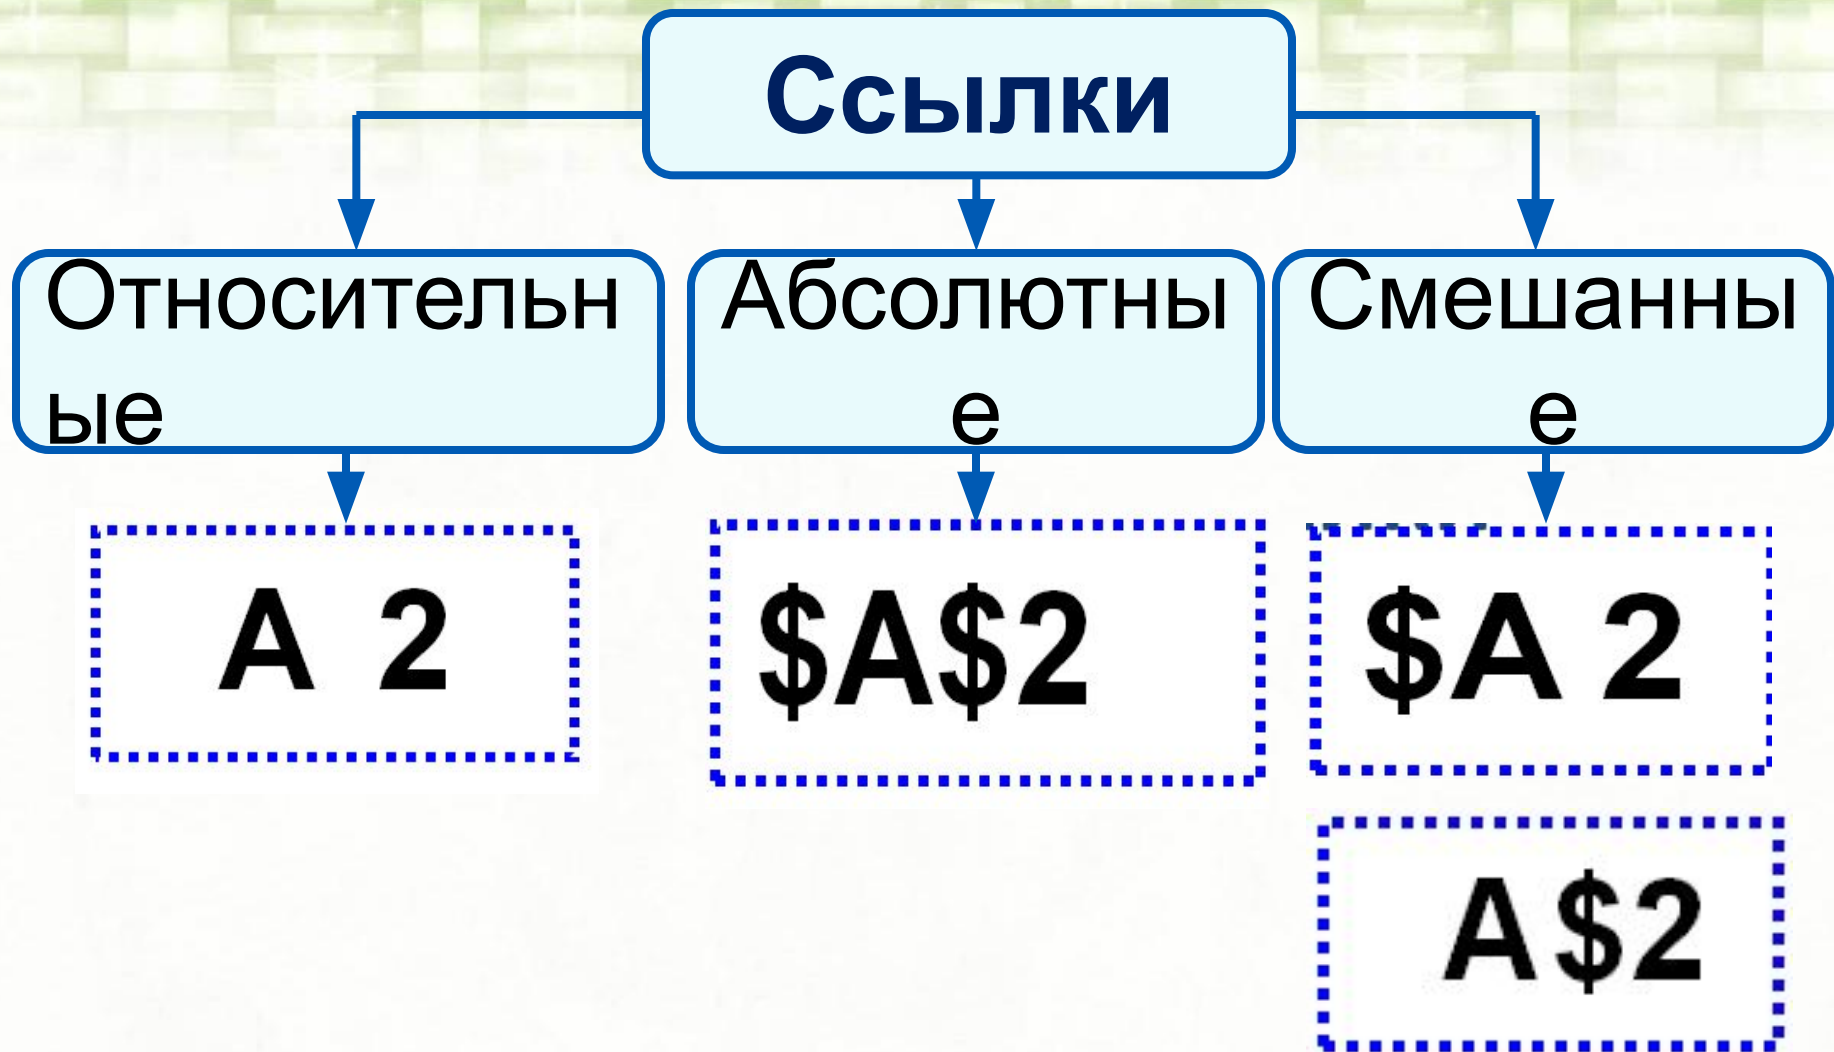 Ссылки
Относительн
ые
Абсолютны
е
Смешанны
е
A 2
$A$2
$A 2
A$2